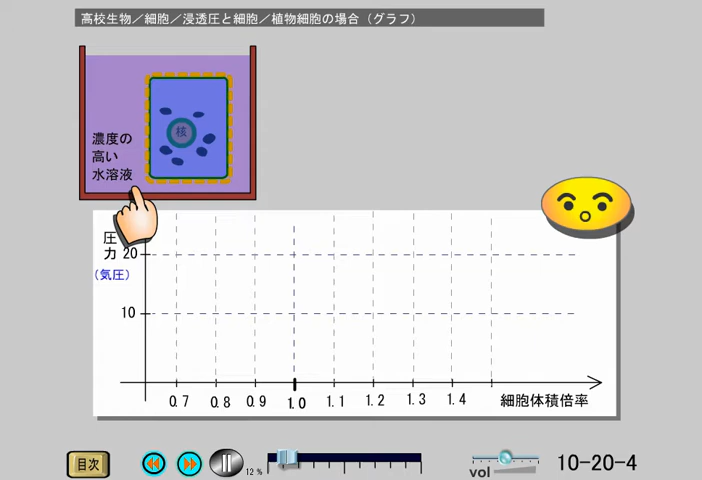 高校生物／細胞／浸透圧と細胞／植物細胞の場合（グラフ）
核
濃度の
高い
水溶液
圧
力 20
（気圧）
10
0.7 0.8 0.9 1.0 1.1 1.2 1.3 1.4 細胞体積倍率
目次 12 % vol 10-20-4